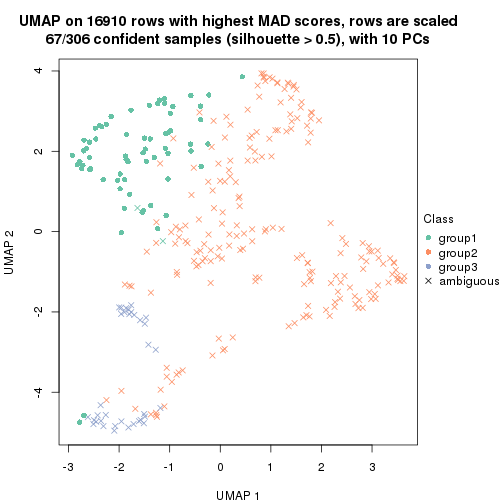 UMAP on 16910 rows with highest MAD scores, rows are scaled
67/306 confident samples (silhouette > 0.5), with 10 PCs
4
2
0
-2
-4
UMAP 2
-3
-2
-1
0
1
2
3
UMAP 1
Class
group1
group2
group3
ambiguous